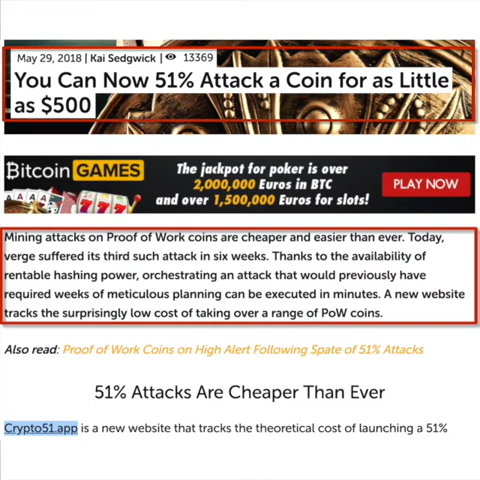 May 29, 2018 | Kai Sedgwick | 13369
You Can Now 51% Attack a Coin for as Little
as $500
Bitcoin GAMES
The jackpot for poker is over
2,000,000 Euros in BTC
and over 1,500,000 Euros for slots!
PLAY NOW
Mining attacks on Proof of Work coins are cheaper and easier than ever. Today,
verge suffered its third such attack in six weeks. Thanks to the availability of
rentable hashing power, orchestrating an attack that would previously have
required weeks of meticulous planning can be executed in minutes. A new website
tracks the surprisingly low cost of taking over a range of PoW coins.
Also read: Proof of Work Coins on High Alert Following Spate of 51% Attacks
51% Attacks Are Cheaper Than Ever
Crypto51.app is a new website that tracks the theoretical cost of launching a 51%